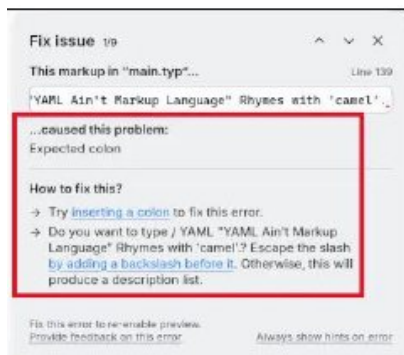 Fix issue 1/9
This markup in "main.typ"... Line 139
"YAML Ain't Markup Language" Rhymes with 'camel'.
...caused this problem:
Expected colon
How to fix this?
→ Try inserting a colon to fix this error.
→ Do you want to type / YAML "YAML Ain't Markup
Language" Rhymes with 'camel'.? Escape the slash
by adding a backslash before it. Otherwise, this will
produce a description list.
Fix this error to re-enable preview.
Provide feedback on this error Always show hints on error